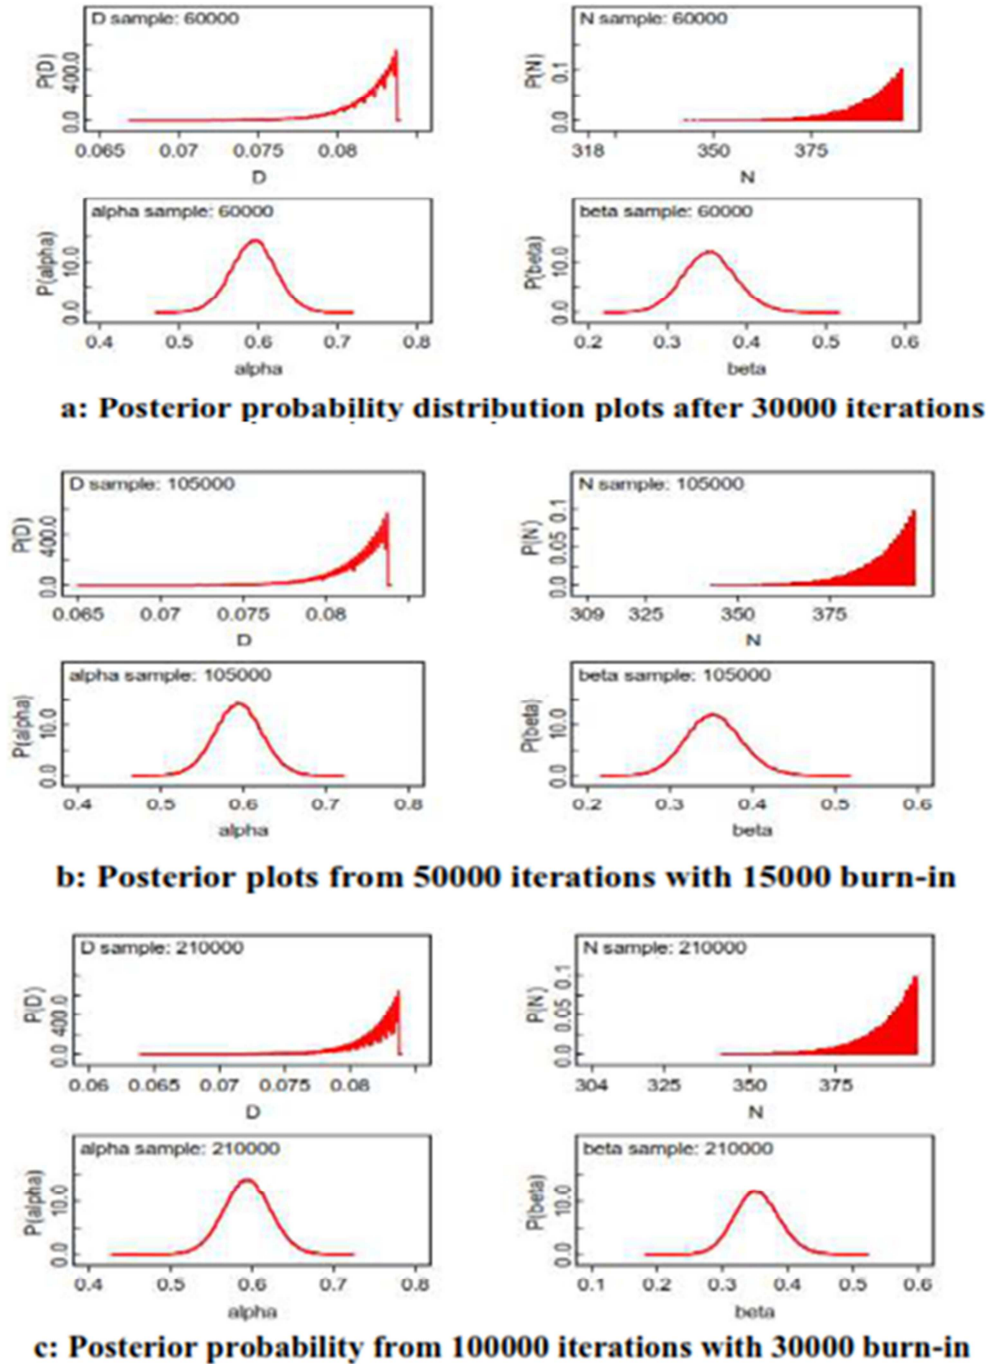 D sample: 60000
P(D)
400.0
0.0
0.065 0.07 0.075 0.08
D
N sample: 60000
P(N)
0.1
0.0
318 350 375
N
alpha sample: 60000
P(alpha)
10.0
0.0
0.4 0.5 0.6 0.7 0.8
alpha
beta sample: 60000
P(beta)
10.0
0.0
0.2 0.3 0.4 0.5 0.6
beta
a: Posterior probability distribution plots after 30000 iterations
D sample: 105000
P(D)
400.0
0.0
0.065 0.07 0.075 0.08
D
N sample: 105000
P(N)
0.1
0.05
0.0
309 325 350 375
N
alpha sample: 105000
P(alpha)
10.0
0.0
0.4 0.5 0.6 0.7 0.8
alpha
beta sample: 105000
P(beta)
10.0
0.0
0.2 0.3 0.4 0.5 0.6
beta
b: Posterior plots from 50000 iterations with 15000 burn-in
D sample: 210000
P(D)
400.0
0.0
0.06 0.065 0.07 0.075 0.08
D
N sample: 210000
P(N)
0.1
0.05
0.0
304 325 350 375
N
alpha sample: 210000
P(alpha)
10.0
0.0
0.4 0.5 0.6 0.7 0.8
alpha
beta sample: 210000
P(beta)
10.0
0.0
0.1 0.2 0.3 0.4 0.5 0.6
beta
c: Posterior probability from 100000 iterations with 30000 burn-in